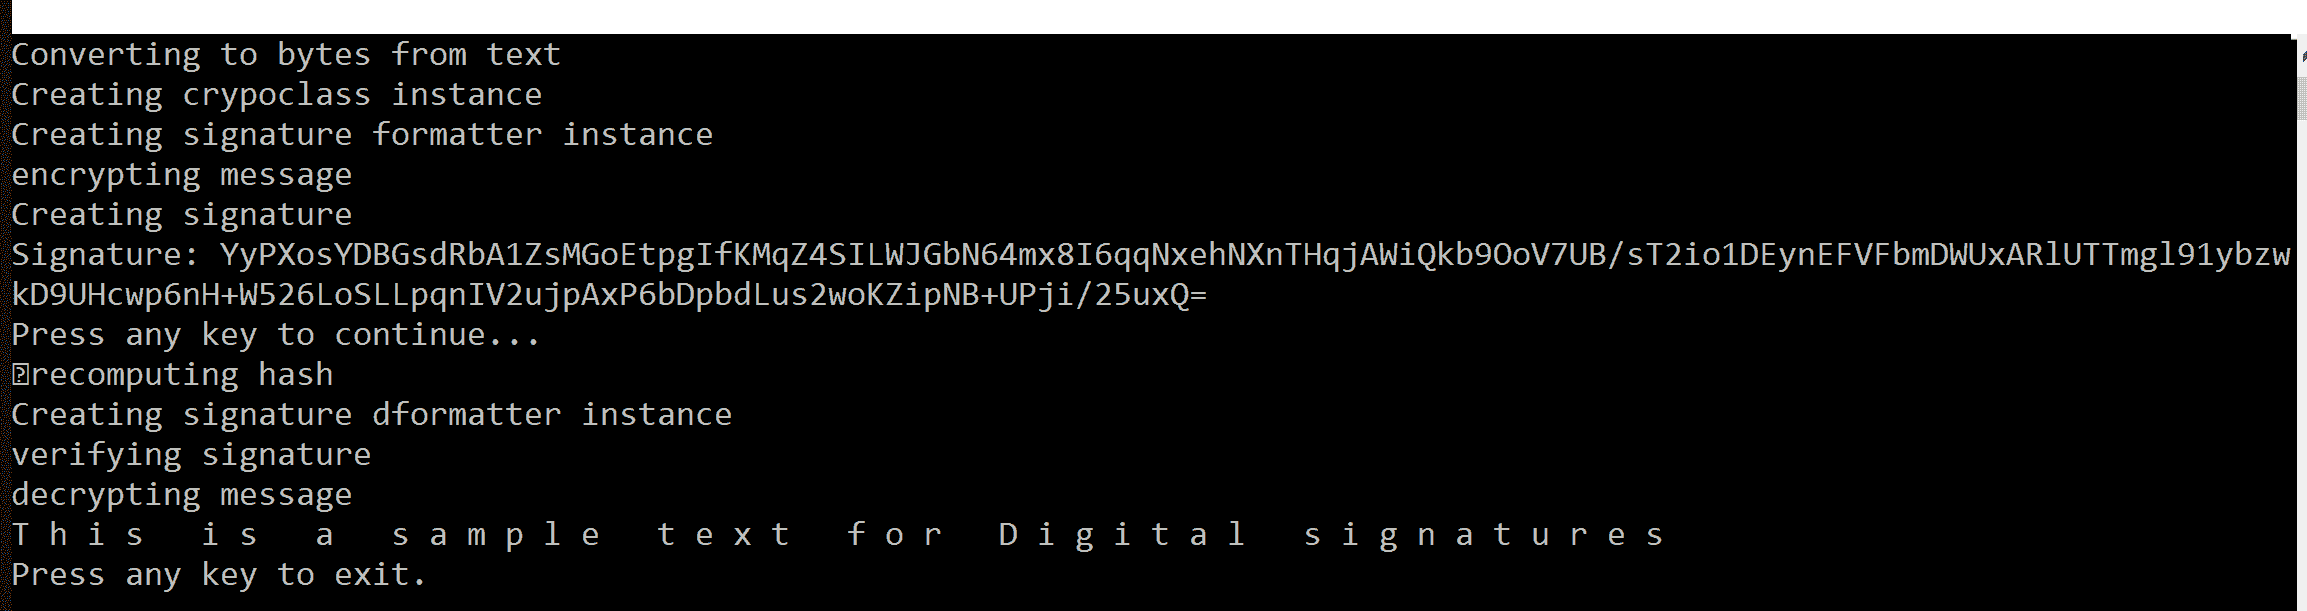 Converting to bytes from text
Creating crypoclass instance
Creating signature formatter instance
encrypting message
Creating signature
Signature: YyPXosYDBGsdRbA1ZsMGoEtpgIfKMqZ4SILWJGbN64mx8I6qqNxehNXnTHqjAWiQkb9OoV7UB/sT2io1DEynEFVFbmDWUxARlUTTmgl91ybzw
kD9UHcwp6nH+W526LoSLLpqnIV2ujpAxP6bDpbdLus2woKZipNB+UPji/25uxQ=
Press any key to continue...
recomputing hash
Creating signature dformatter instance
verifying signature
decrypting message
T h i s   i s   a   s a m p l e   t e x t   f o r   D i g i t a l   s i g n a t u r e s
Press any key to exit.